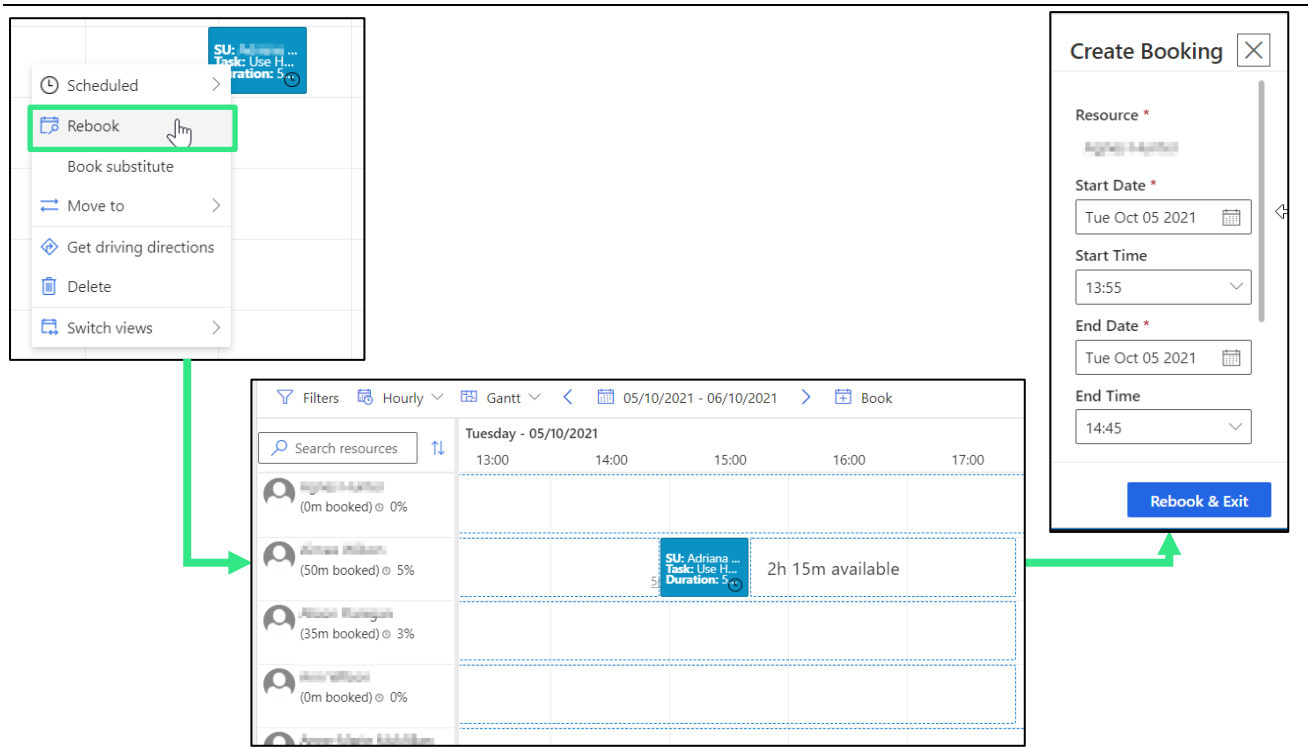 SU: ...
Task: Use H...
ration: 5...
Scheduled
Rebook
Book substitute
Move to
Get driving directions
Delete
Switch views
Filters
Hourly
Gantt
05/10/2021 - 06/10/2021
Book
Search resources
Tuesday - 05/10/2021
13:00
14:00
15:00
16:00
17:00
(0m booked) 0%
(50m booked) 5%
SU: Adriana ...
Task: Use H...
Duration: 5...
2h 15m available
(35m booked) 3%
(0m booked) 0%
Create Booking
Resource *
Start Date *
Tue Oct 05 2021
Start Time
13:55
End Date *
Tue Oct 05 2021
End Time
14:45
Rebook & Exit